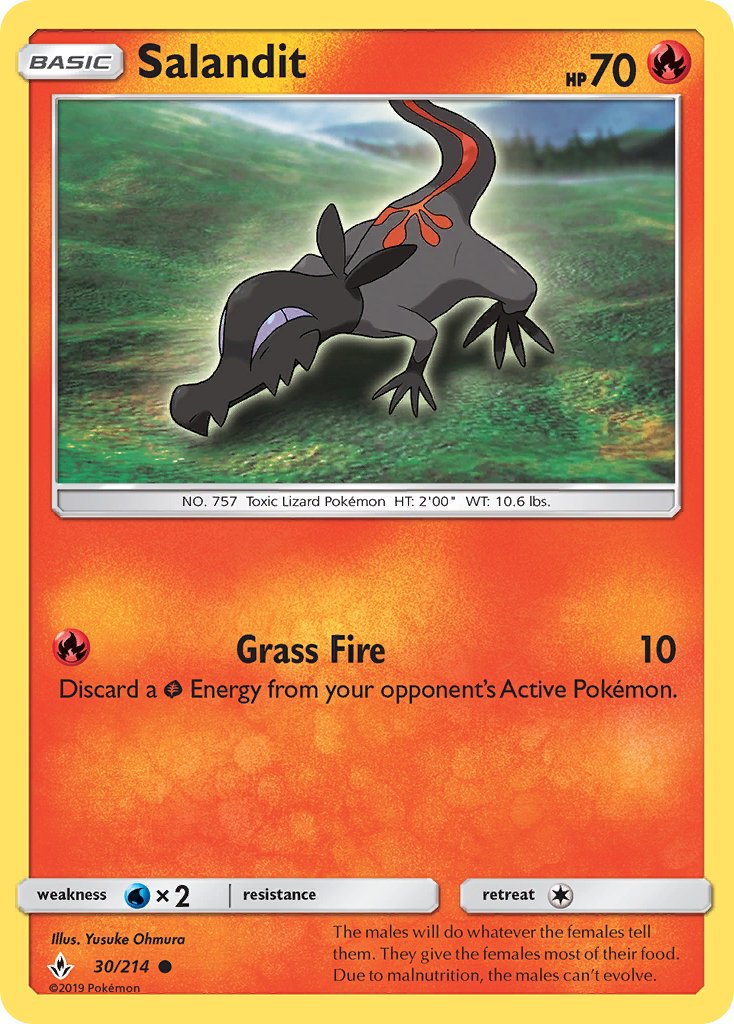 BASIC Salandit HP 70
NO. 757 Toxic Lizard Pokémon HT: 2'00" WT: 10.6 lbs.
Grass Fire 10
Discard a Energy from your opponent's Active Pokémon.
weakness ×2 resistance retreat
Illus. Yusuke Ohmura
30/214
©2019 Pokémon
The males will do whatever the females tell
them. They give the females most of their food.
Due to malnutrition, the males can't evolve.